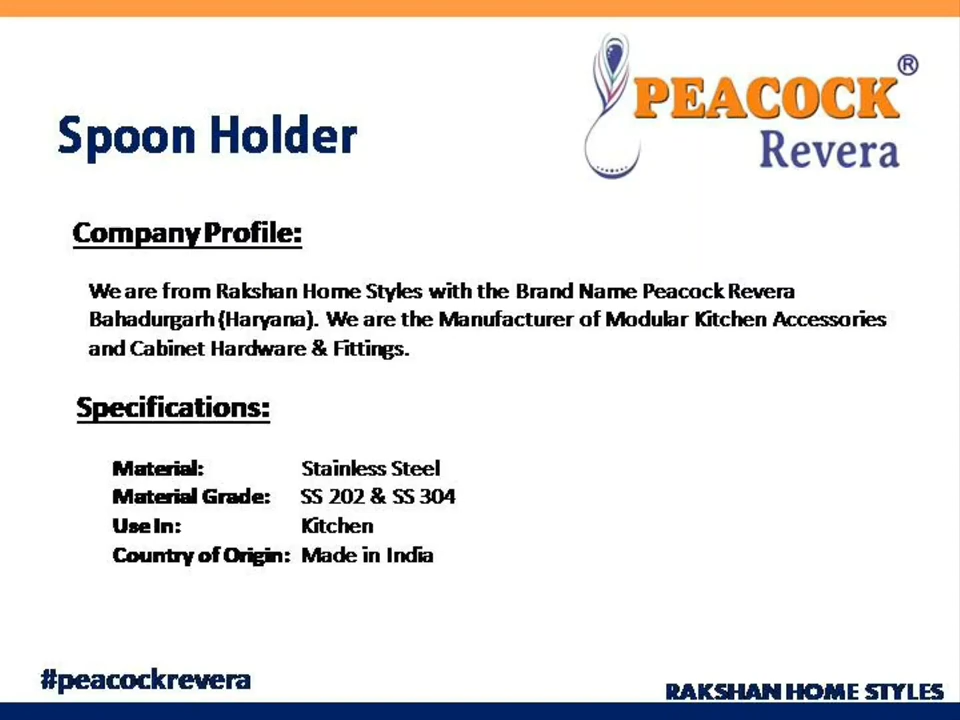 PEACOCK ®
Revera
Spoon Holder
Company Profile:
We are from Rakshan Home Styles with the Brand Name Peacock Revera
Bahadurgarh (Haryana). We are the Manufacturer of Modular Kitchen Accessories
and Cabinet Hardware & Fittings.
Specifications:
Material: Stainless Steel
Material Grade: SS 202 & SS 304
Use In: Kitchen
Country of Origin: Made in India
#peacockrevera
RAKSHAN HOME STYLES